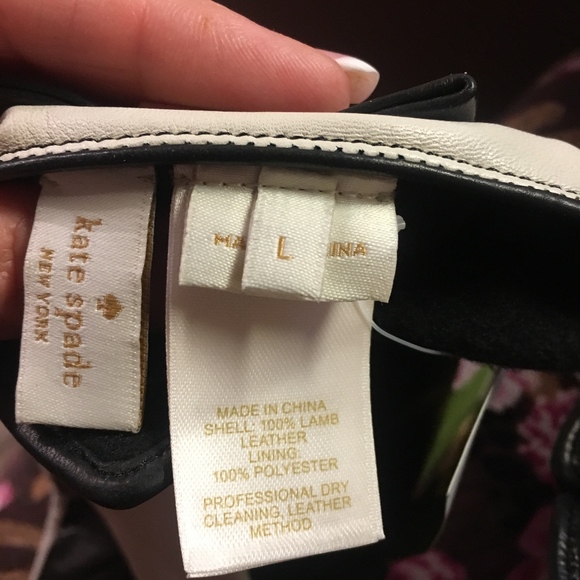 kate spade
NEW YORK
MA INA
L
MADE IN CHINA
SHELL: 100% LAMB
LEATHER
LINING:
100% POLYESTER
PROFESSIONAL DRY
CLEANING, LEATHER
METHOD